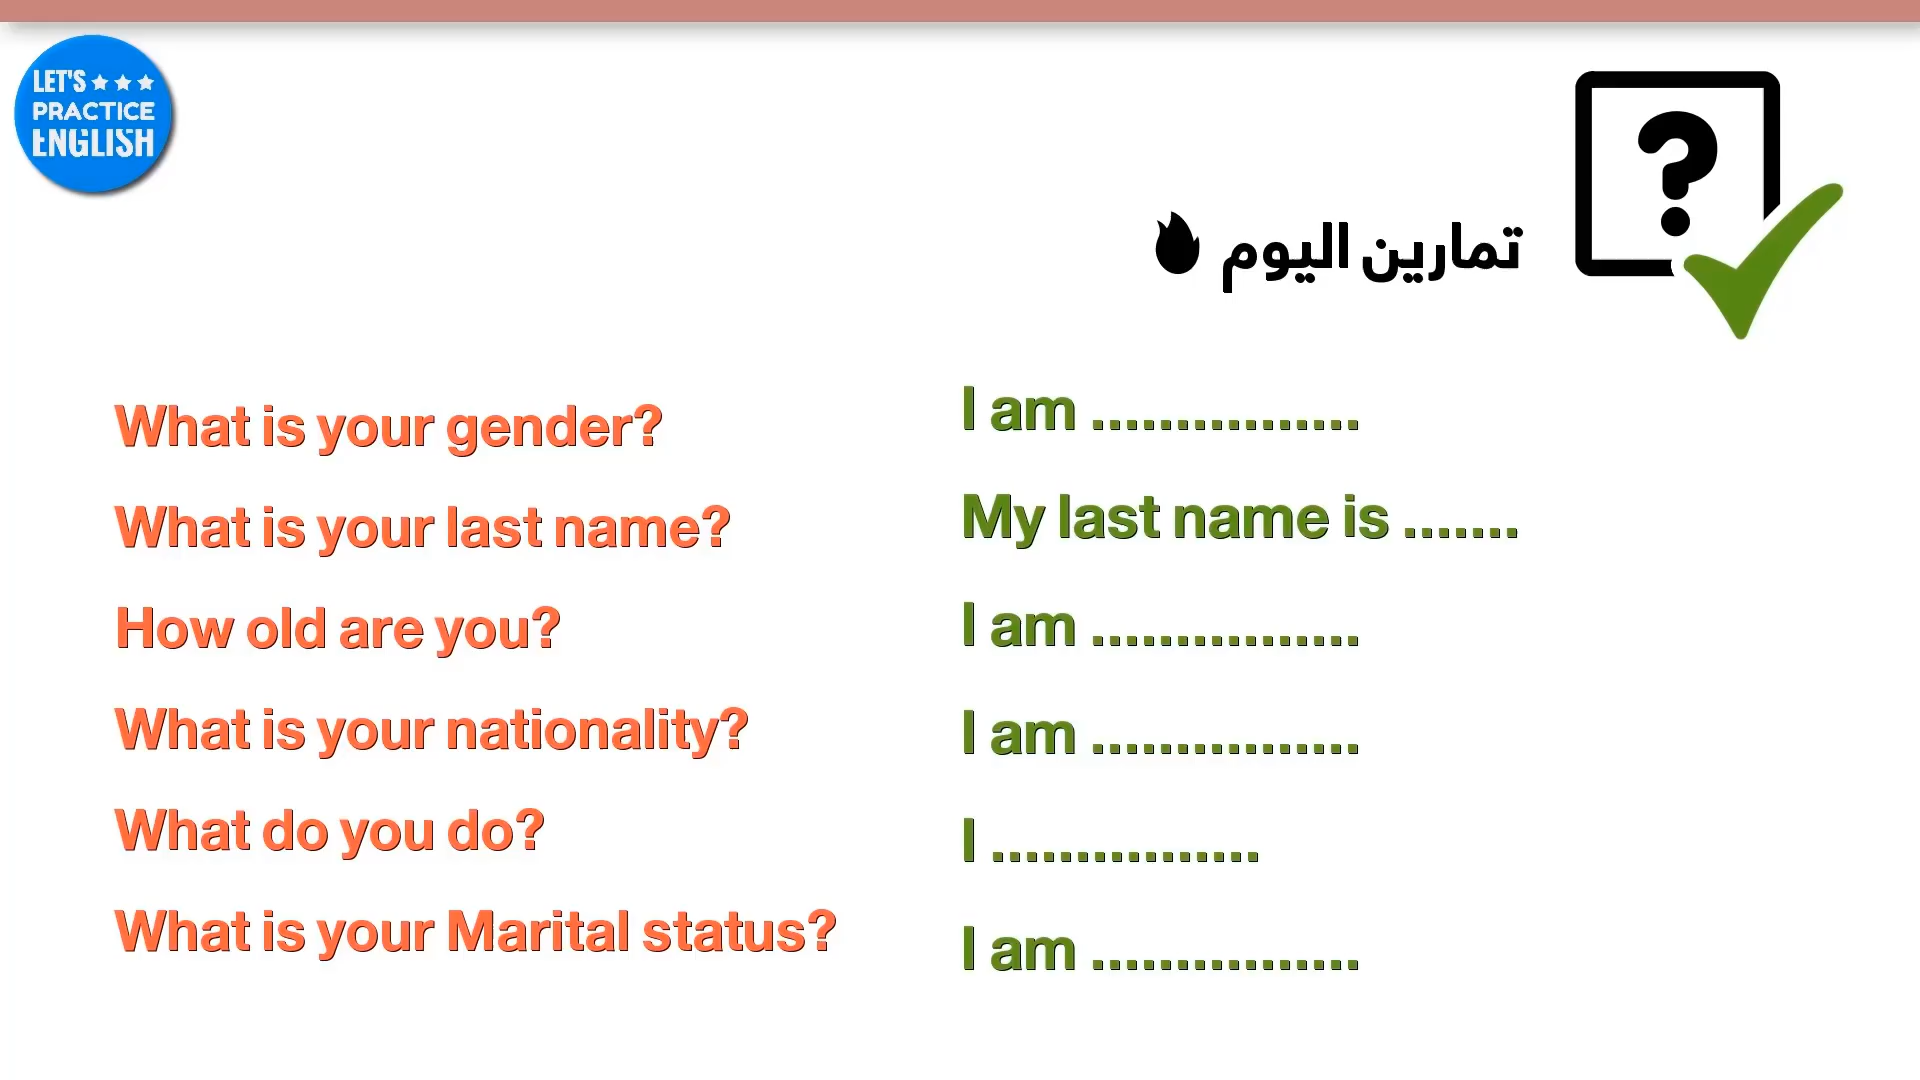 LET'S
PRACTICE
ENGLISH
?
تمارين اليوم
What is your gender?
I am ................
What is your last name?
My last name is .......
How old are you?
I am ................
What is your nationality?
I am ................
What do you do?
I ................
What is your Marital status?
I am ................